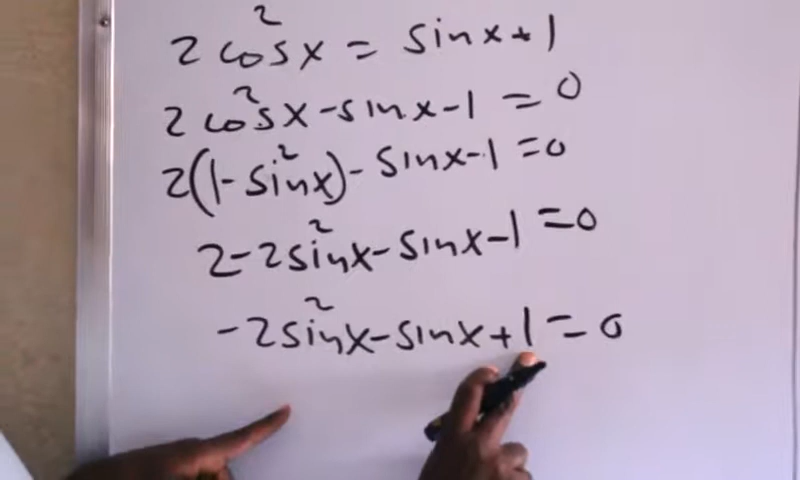 2cos²x = sinx+1
2cos²x-sinx-1 = 0
2(1-sin²x)-sinx-1 = 0
2-2sin²x-sinx-1 = 0
-2sin²x-sinx+1 = 0